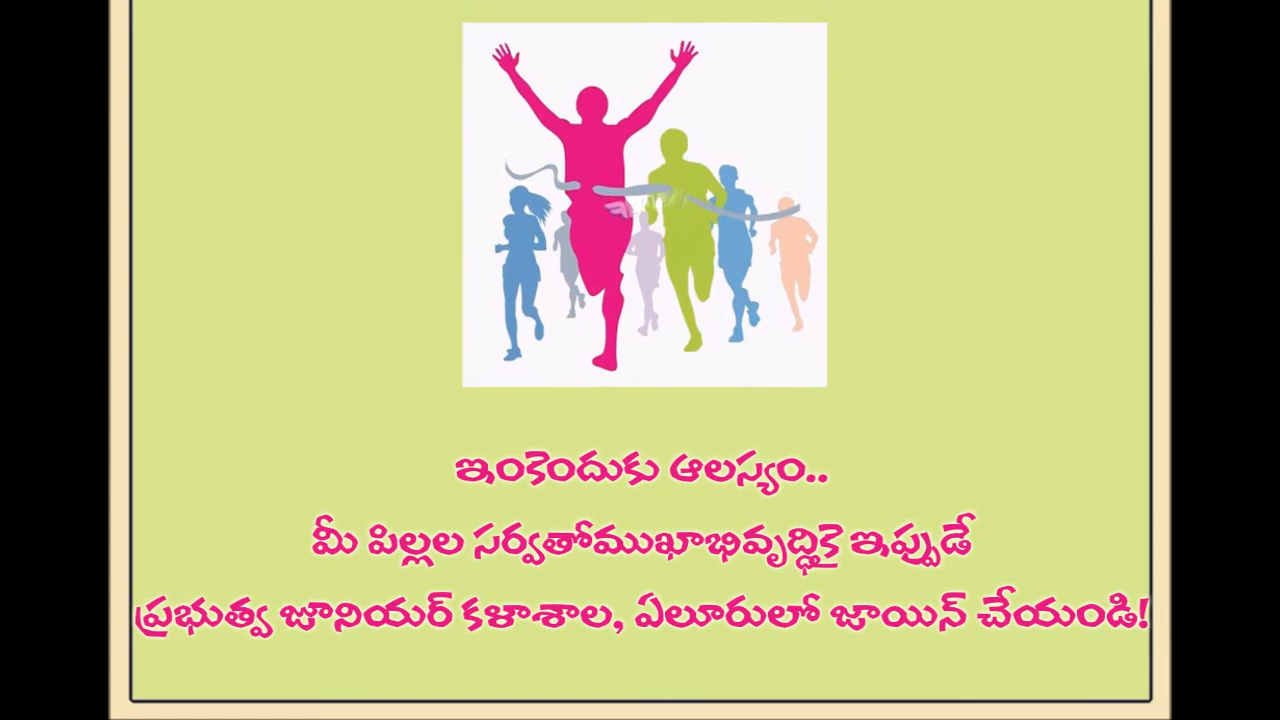 ఇంకెందుకు ఆలస్యం..
మీ పిల్లల సర్వతోముఖాభివృద్ధికై ఇప్పుడే
ప్రభుత్వ జూనియర్ కళాశాల, ఏలూరులో జాయిన్ చేయండి!